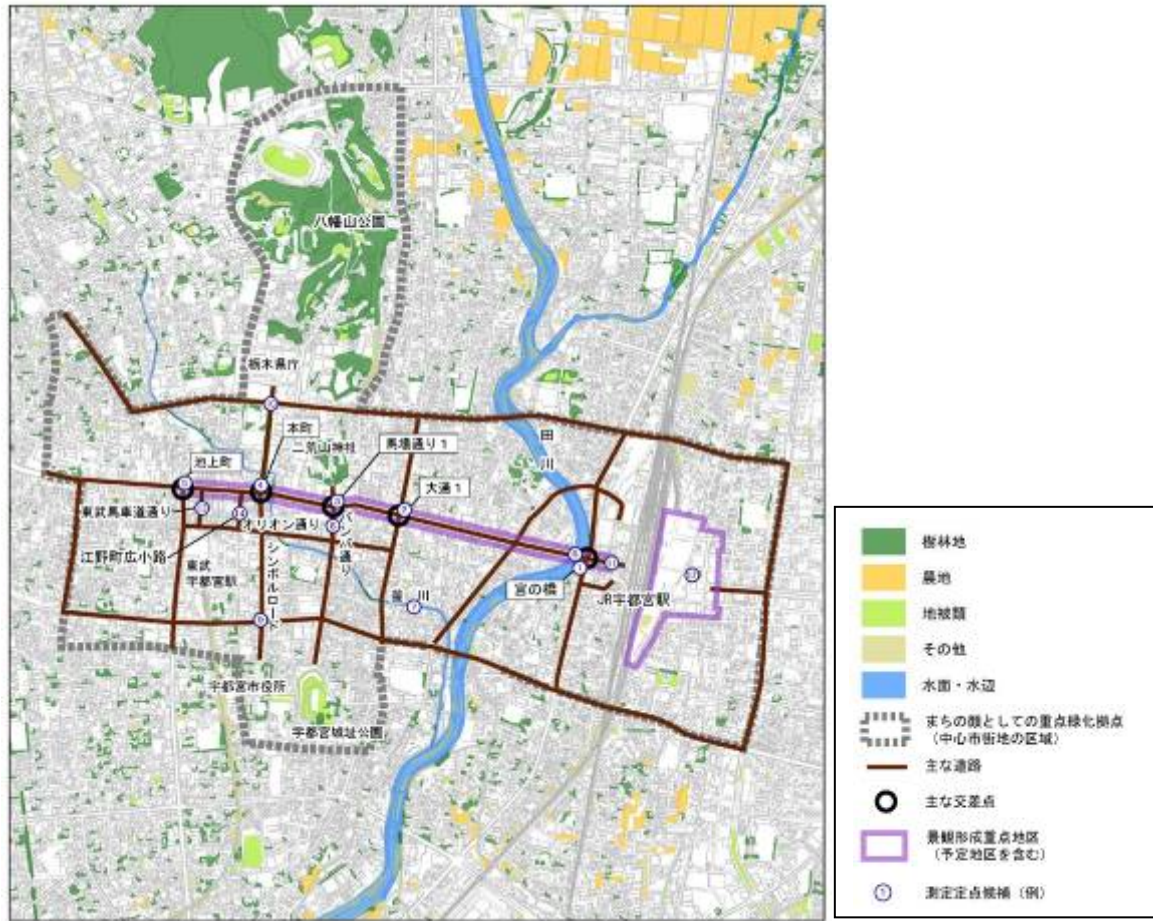 八幡山公園
栃木県庁
本町
二荒山神社
馬場通り1
池上町
大通1
田川
東武馬車道通り
オリオン通り
バンバ通り
江野町広小路
シンボルロード
東武
宇都宮駅
宮の橋
JR宇都宮駅
川
宇都宮市役所
宇都宮城址公園
樹林地
農地
地被類
その他
水面・水辺
まちの顔としての重点緑化拠点
(中心市街地の区域)
主な道路
主な交差点
景観形成重点地区
(予定地区を含む)
① 測定定点候補(例)